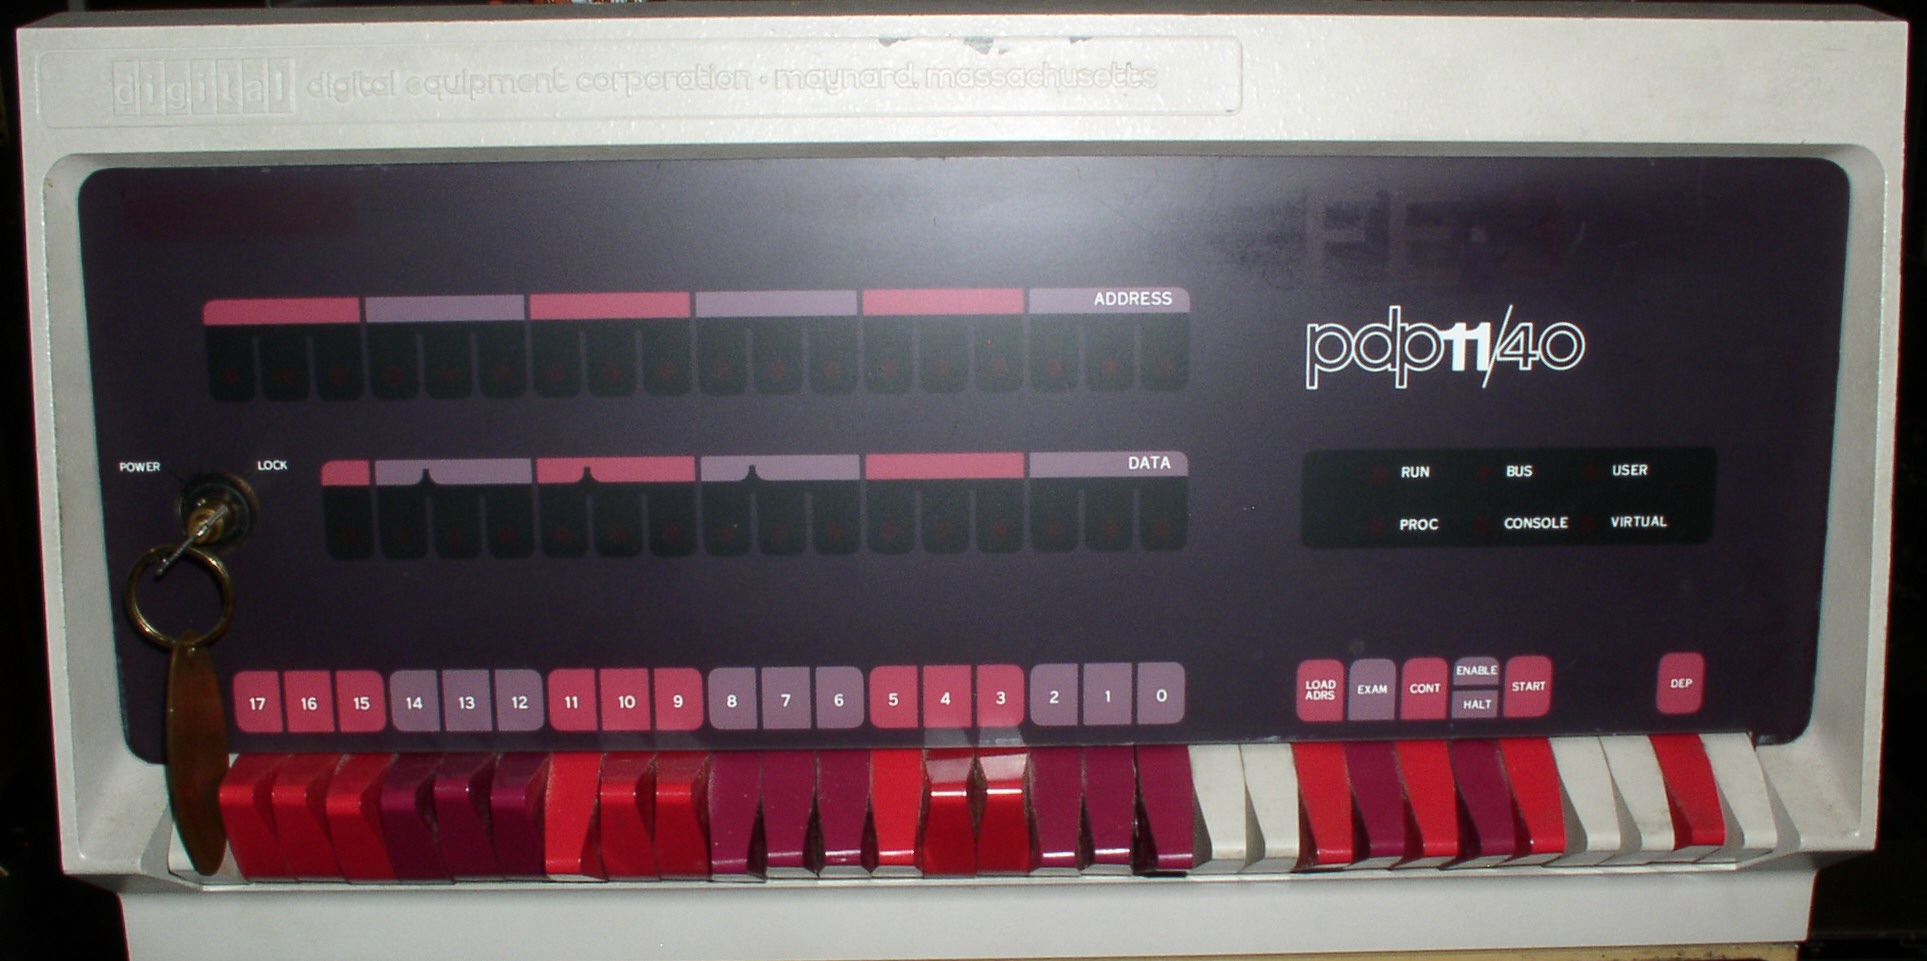 digital digital equipment corporation • maynard, massachusetts
ADDRESS
pdp11/40
DATA
POWER LOCK
RUN BUS USER
PROC CONSOLE VIRTUAL
17 16 15 14 13 12 11 10 9 8 7 6 5 4 3 2 1 0
LOAD ADRS EXAM CONT ENABLE HALT START DEP